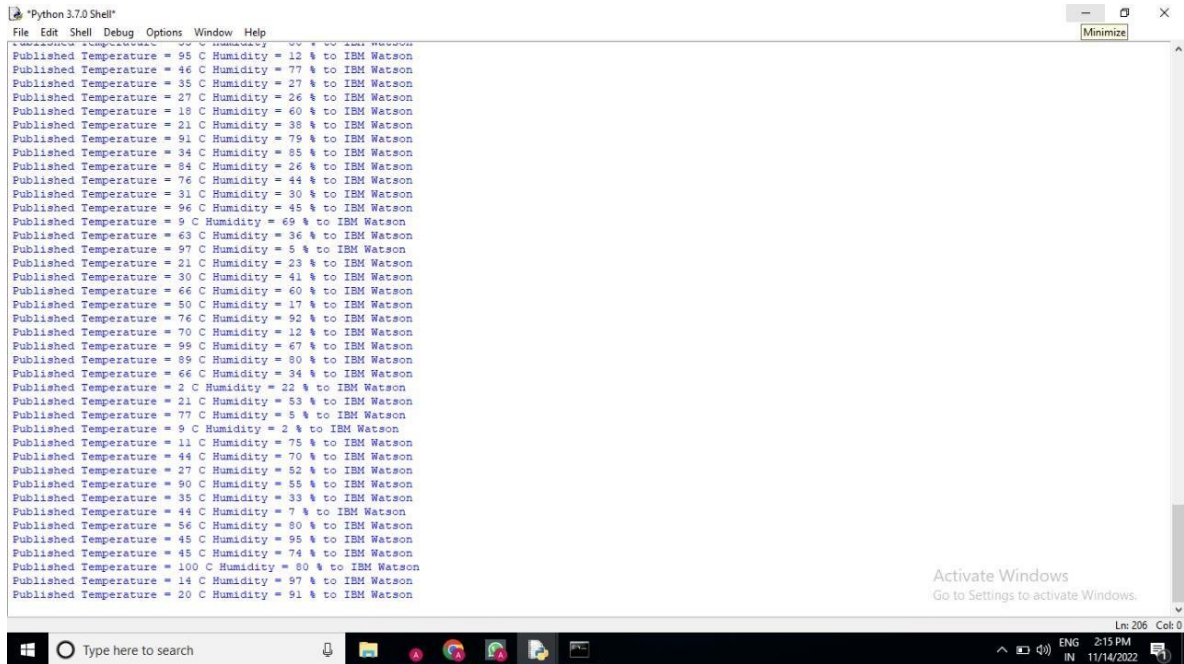 *Python 3.7.0 Shell*
File Edit Shell Debug Options Window Help
Minimize
Published Temperature = 95 C Humidity = 12 % to IBM Watson
Published Temperature = 46 C Humidity = 77 % to IBM Watson
Published Temperature = 35 C Humidity = 27 % to IBM Watson
Published Temperature = 27 C Humidity = 26 % to IBM Watson
Published Temperature = 18 C Humidity = 60 % to IBM Watson
Published Temperature = 21 C Humidity = 38 % to IBM Watson
Published Temperature = 91 C Humidity = 79 % to IBM Watson
Published Temperature = 34 C Humidity = 85 % to IBM Watson
Published Temperature = 84 C Humidity = 26 % to IBM Watson
Published Temperature = 76 C Humidity = 44 % to IBM Watson
Published Temperature = 31 C Humidity = 30 % to IBM Watson
Published Temperature = 96 C Humidity = 45 % to IBM Watson
Published Temperature = 9 C Humidity = 69 % to IBM Watson
Published Temperature = 63 C Humidity = 36 % to IBM Watson
Published Temperature = 97 C Humidity = 5 % to IBM Watson
Published Temperature = 21 C Humidity = 23 % to IBM Watson
Published Temperature = 30 C Humidity = 41 % to IBM Watson
Published Temperature = 66 C Humidity = 60 % to IBM Watson
Published Temperature = 50 C Humidity = 17 % to IBM Watson
Published Temperature = 76 C Humidity = 92 % to IBM Watson
Published Temperature = 70 C Humidity = 12 % to IBM Watson
Published Temperature = 99 C Humidity = 67 % to IBM Watson
Published Temperature = 89 C Humidity = 80 % to IBM Watson
Published Temperature = 66 C Humidity = 34 % to IBM Watson
Published Temperature = 2 C Humidity = 22 % to IBM Watson
Published Temperature = 21 C Humidity = 53 % to IBM Watson
Published Temperature = 77 C Humidity = 5 % to IBM Watson
Published Temperature = 9 C Humidity = 2 % to IBM Watson
Published Temperature = 11 C Humidity = 75 % to IBM Watson
Published Temperature = 44 C Humidity = 70 % to IBM Watson
Published Temperature = 27 C Humidity = 52 % to IBM Watson
Published Temperature = 90 C Humidity = 55 % to IBM Watson
Published Temperature = 35 C Humidity = 33 % to IBM Watson
Published Temperature = 44 C Humidity = 7 % to IBM Watson
Published Temperature = 56 C Humidity = 80 % to IBM Watson
Published Temperature = 45 C Humidity = 95 % to IBM Watson
Published Temperature = 45 C Humidity = 74 % to IBM Watson
Published Temperature = 100 C Humidity = 80 % to IBM Watson
Published Temperature = 14 C Humidity = 97 % to IBM Watson
Published Temperature = 20 C Humidity = 91 % to IBM Watson
Activate Windows
Go to Settings to activate Windows.
Ln: 206 Col: 0
Type here to search
ENG 2:15 PM
IN 11/14/2022